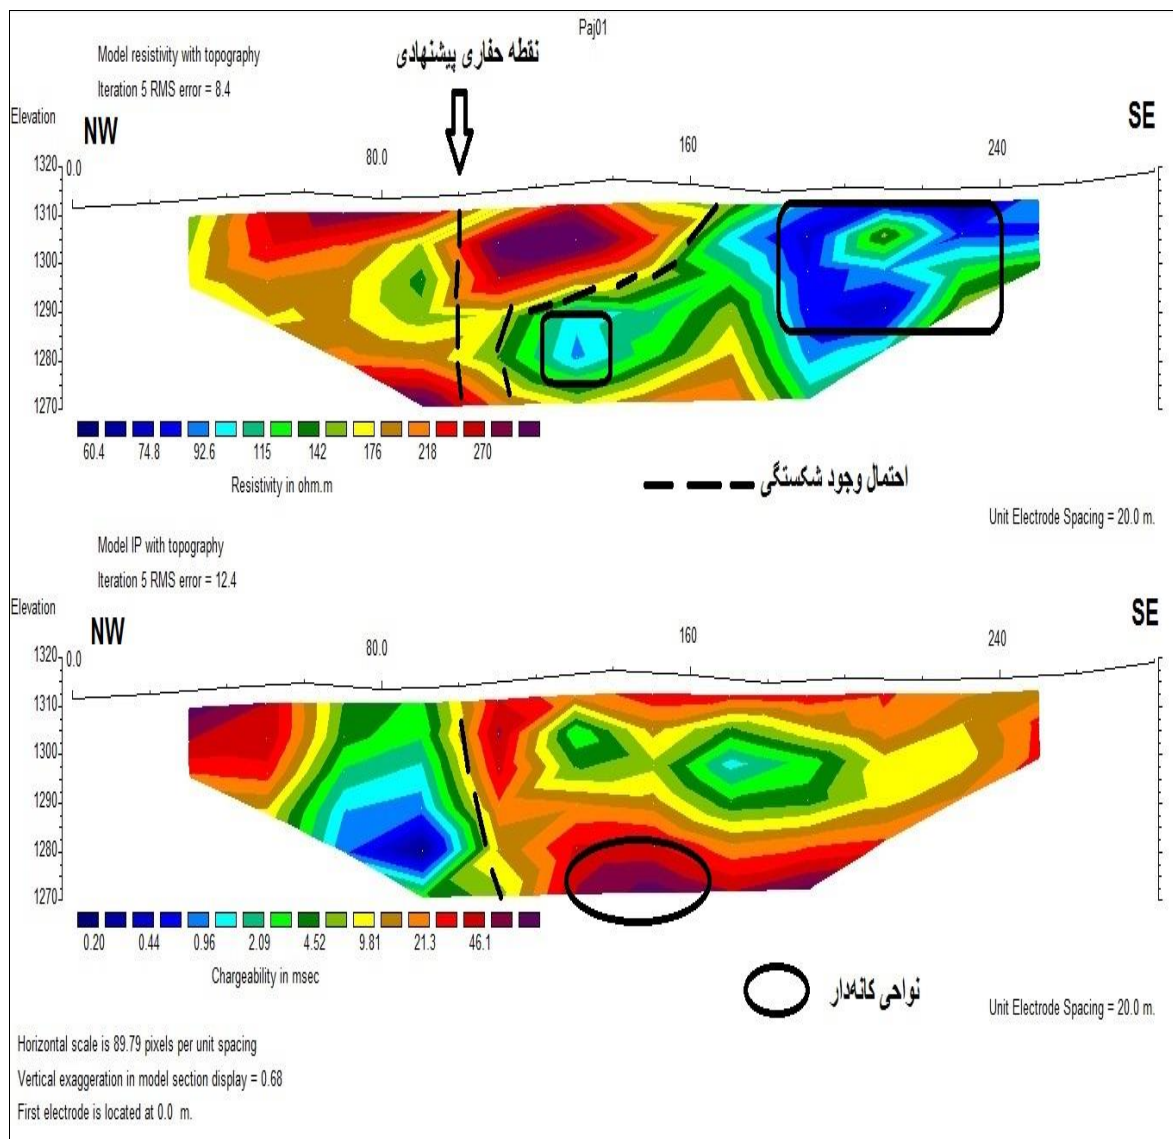 Paj01
Model resistivity with topography
نقطه حفاری پیشنهادی
Iteration 5 RMS error = 8.4
Elevation
NW
SE
0.0 80.0 160 240
1320
1310
1300
1290
1280
1270
60.4 74.8 92.6 115 142 176 218 270
Resistivity in ohm.m
احتمال وجود شکستگی
Unit Electrode Spacing = 20.0 m.
Model IP with topography
Iteration 5 RMS error = 12.4
Elevation
NW
SE
0.0 80.0 160 240
1320
1310
1300
1290
1280
1270
0.20 0.44 0.96 2.09 4.52 9.81 21.3 46.1
Chargeability in msec
نواحی کانه‌دار
Unit Electrode Spacing = 20.0 m.
Horizontal scale is 89.79 pixels per unit spacing
Vertical exaggeration in model section display = 0.68
First electrode is located at 0.0 m.